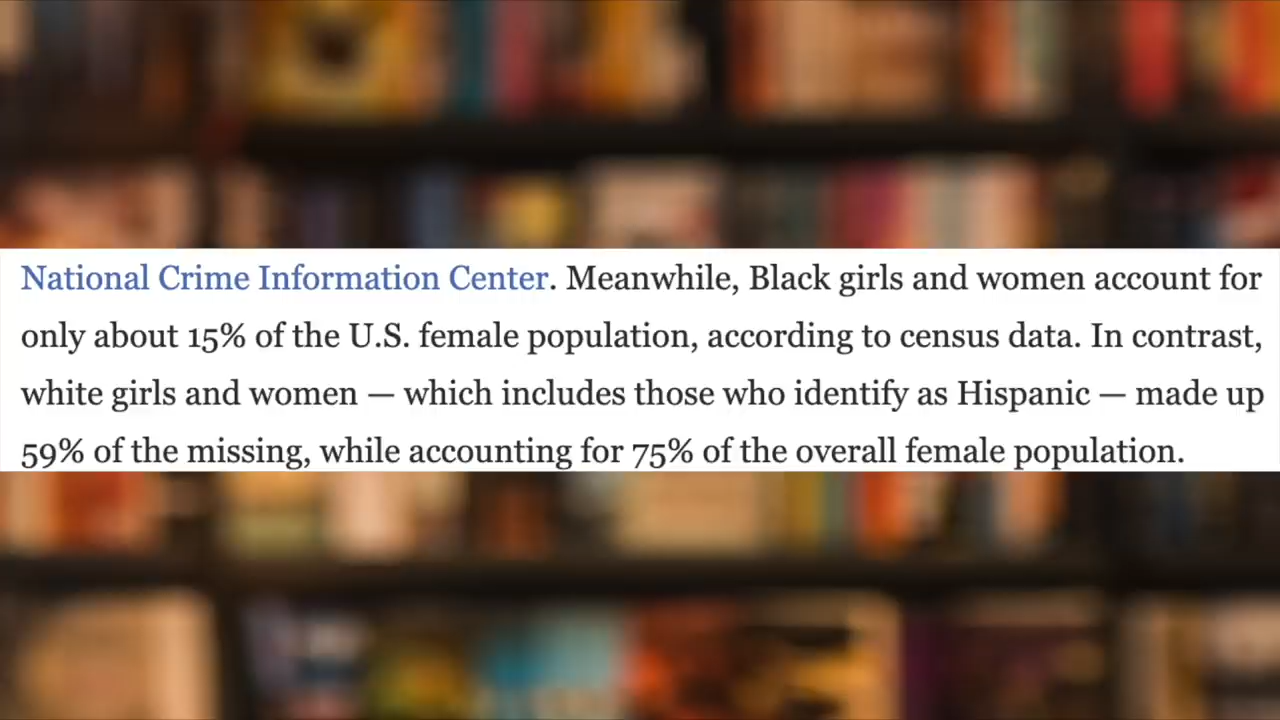 National Crime Information Center. Meanwhile, Black girls and women account for
only about 15% of the U.S. female population, according to census data. In contrast,
white girls and women — which includes those who identify as Hispanic — made up
59% of the missing, while accounting for 75% of the overall female population.